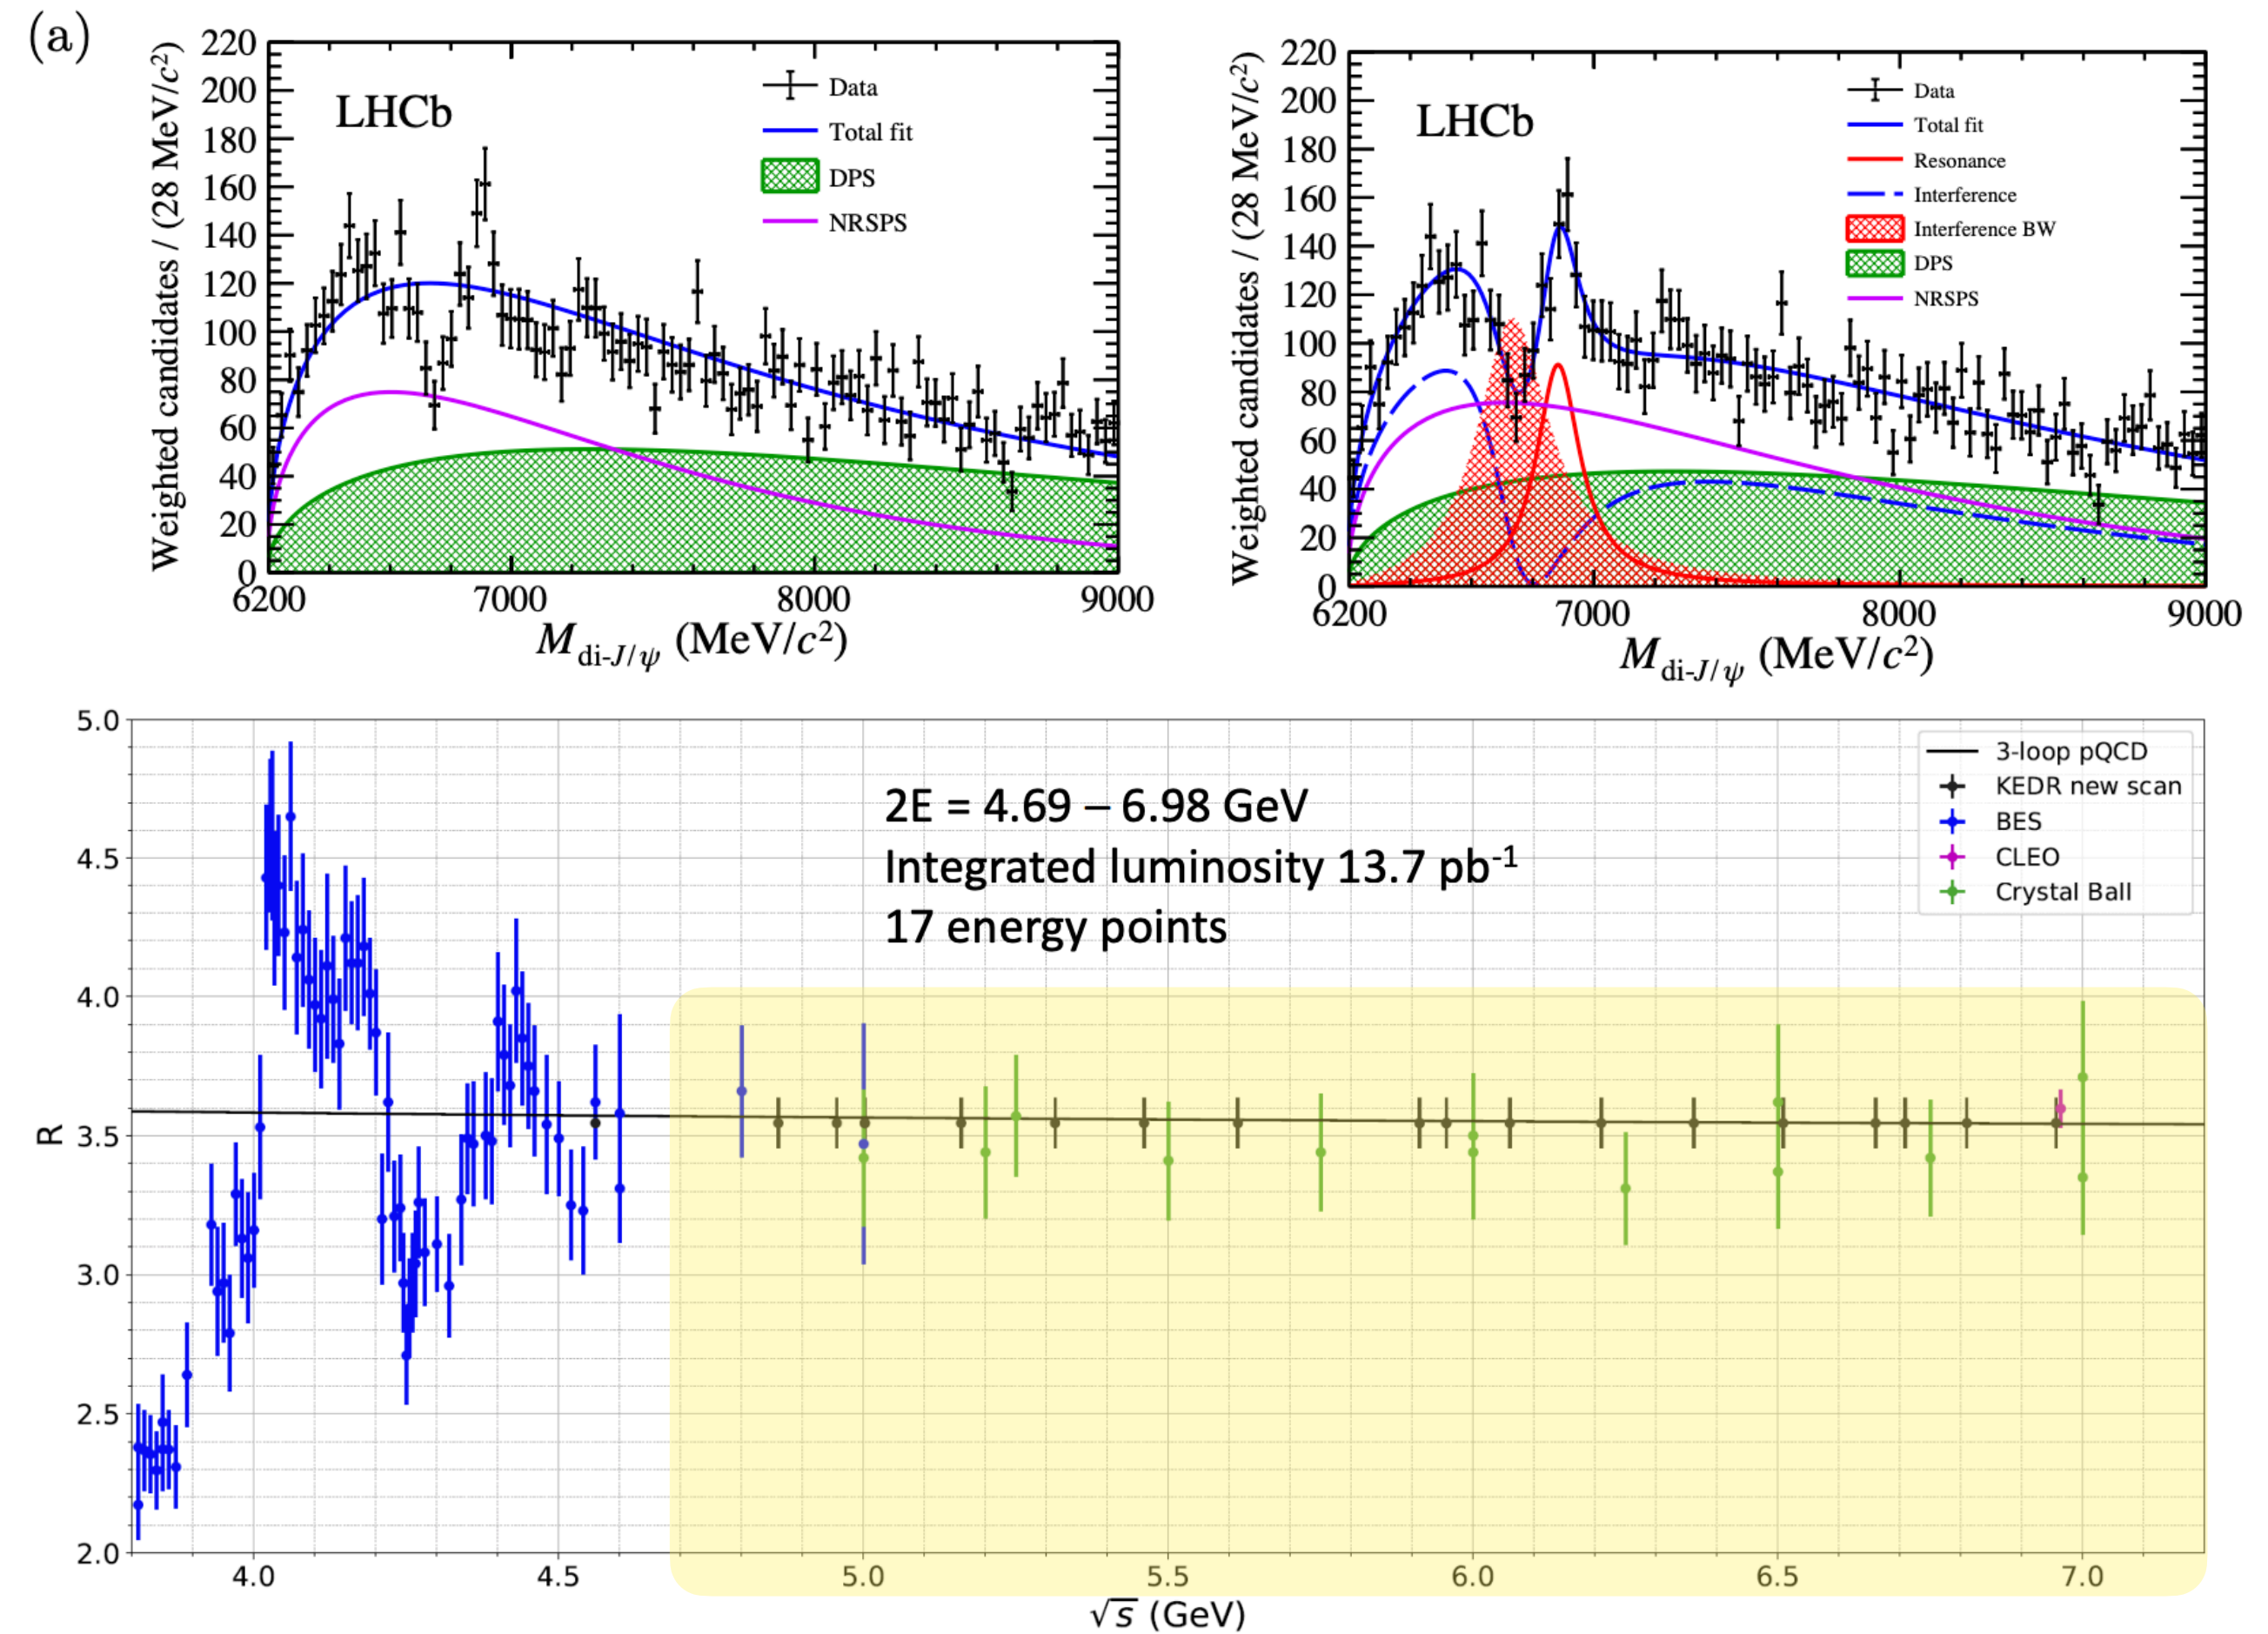 (a)
220
200
180
160
140
120
100
80
60
40
20
0
Weighted candidates / (28 MeV/c²)
LHCb
Data
Total fit
DPS
NRSPS
6200 7000 8000 9000
M di-J/ψ (MeV/c²)
220
200
180
160
140
120
100
80
60
40
20
0
Weighted candidates / (28 MeV/c²)
LHCb
Data
Total fit
Resonance
Interference
Interference BW
DPS
NRSPS
6200 7000 8000 9000
M di-J/ψ (MeV/c²)
5.0
4.5
4.0
3.5
3.0
2.5
2.0
R
2E = 4.69 – 6.98 GeV
Integrated luminosity 13.7 pb⁻¹
17 energy points
3-loop pQCD
KEDR new scan
BES
CLEO
Crystal Ball
4.0 4.5 5.0 5.5 6.0 6.5 7.0
√s (GeV)